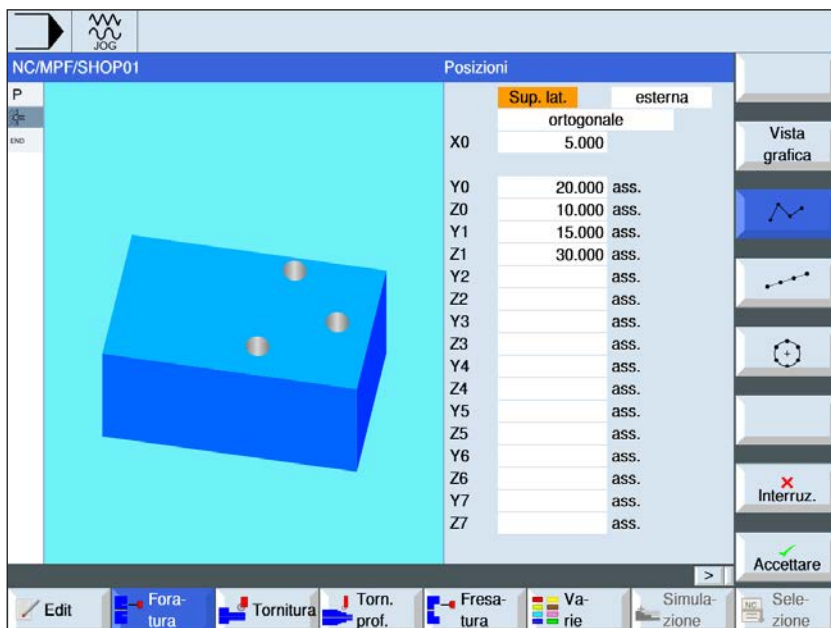 JOG
NC/MPF/SHOP01
Posizioni
P
END
Sup. lat. esterna
ortogonale
X0 5.000
Y0 20.000 ass.
Z0 10.000 ass.
Y1 15.000 ass.
Z1 30.000 ass.
Y2 ass.
Z2 ass.
Y3 ass.
Z3 ass.
Y4 ass.
Z4 ass.
Y5 ass.
Z5 ass.
Y6 ass.
Z6 ass.
Y7 ass.
Z7 ass.
Vista
grafica
Interruz.
Accettare
>
Edit
Fora-
tura
Tornitura
Torn.
prof.
Fresa-
tura
Va-
rie
Simula-
zione
NC
Sele-
zione